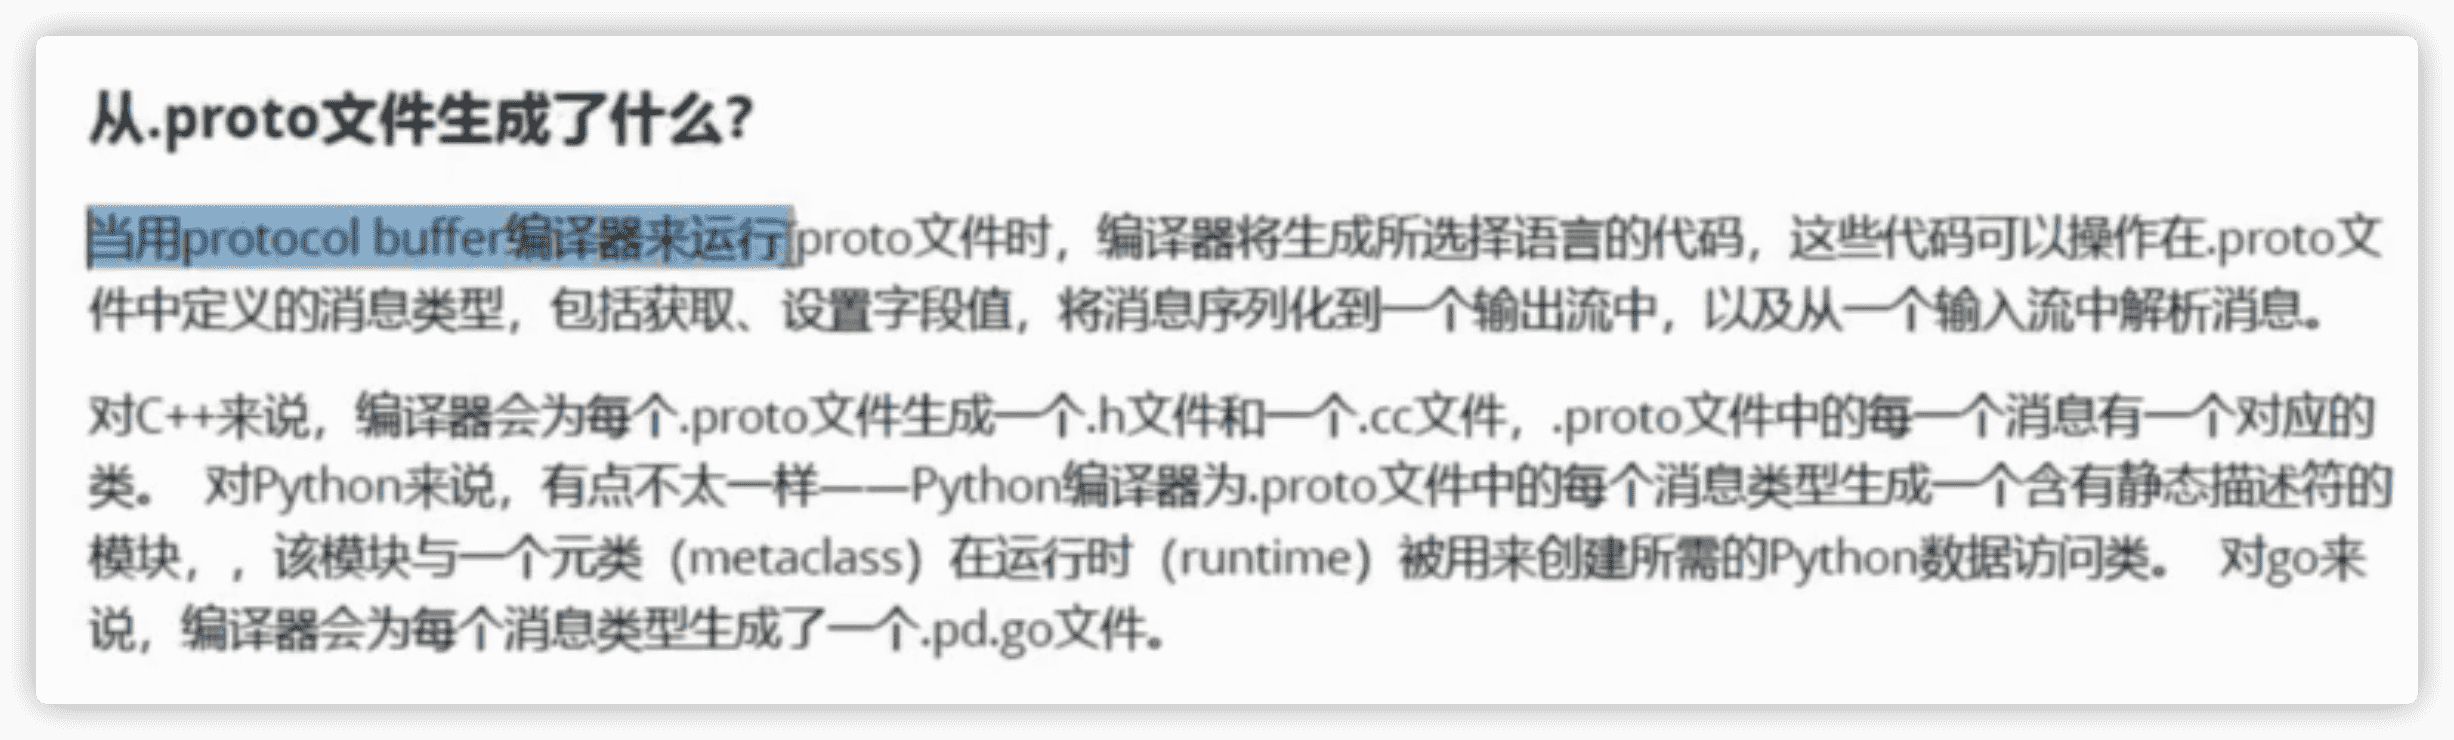 从.proto文件生成了什么?
当用protocol buffer编译器来运行.proto文件时，编译器将生成所选择语言的代码，这些代码可以操作在.proto文
件中定义的消息类型，包括获取、设置字段值，将消息序列化到一个输出流中，以及从一个输入流中解析消息。
对C++来说，编译器会为每个.proto文件生成一个.h文件和一个.cc文件，.proto文件中的每一个消息有一个对应的
类。 对Python来说，有点不太一样——Python编译器为.proto文件中的每个消息类型生成一个含有静态描述符的
模块，，该模块与一个元类（metaclass）在运行时（runtime）被用来创建所需的Python数据访问类。 对go来
说，编译器会为每个消息类型生成了一个.pd.go文件。